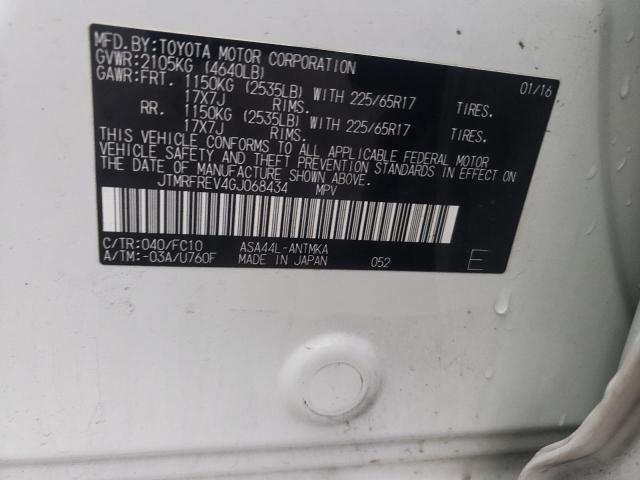 MFD.BY:TOYOTA MOTOR CORPORATION
GVWR:2105KG (4640LB) 01/16
GAWR:FRT. 1150KG (2535LB) WITH 225/65R17 TIRES.
17X7J RIMS.
RR. 1150KG (2535LB) WITH 225/65R17 TIRES.
17X7J RIMS.
THIS VEHICLE CONFORMS TO ALL APPLICABLE FEDERAL MOTOR
VEHICLE SAFETY AND THEFT PREVENTION STANDARDS IN EFFECT ON
THE DATE OF MANUFACTURE SHOWN ABOVE.
JTMRFREV4GJ068434 MPV
C/TR:040/FC10 ASA44L-ANTMKA
A/TM:-03A/U760F MADE IN JAPAN 052 E